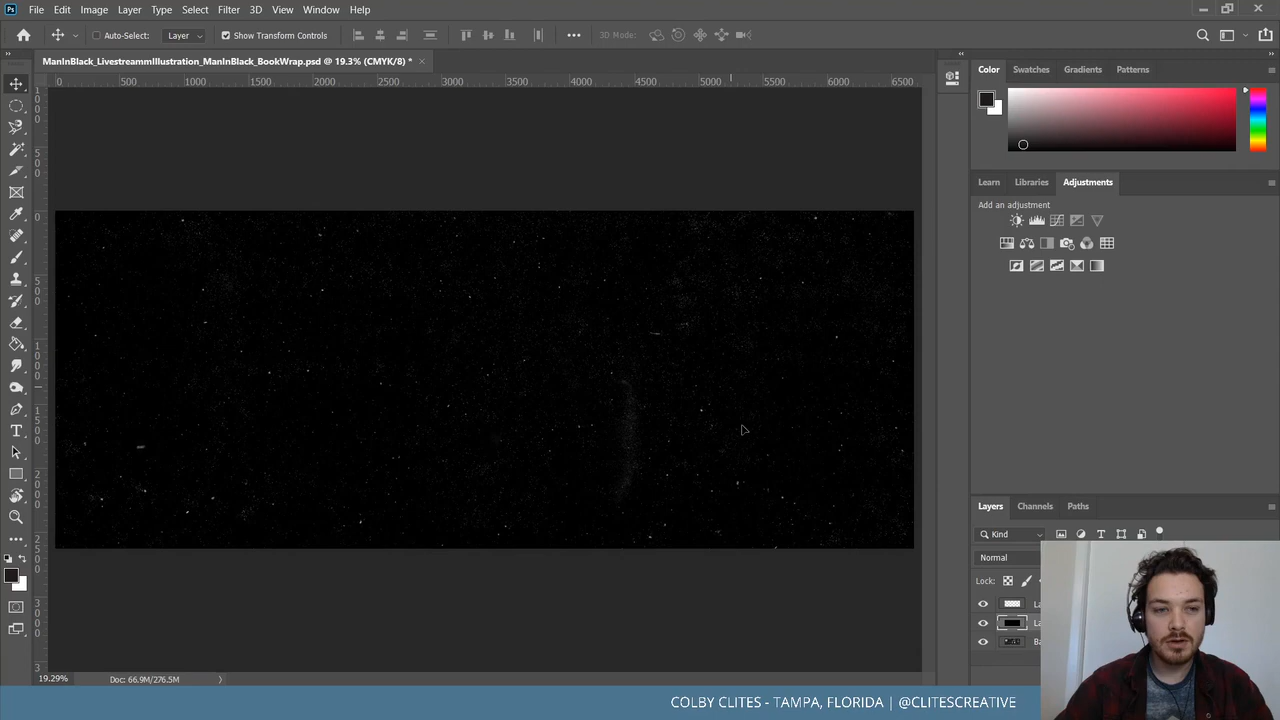 File Edit Image Layer Type Select Filter 3D View Window Help
Auto-Select: Layer Show Transform Controls 3D Mode:
ManInBlack_LivestreammIllustration_ManInBlack_BookWrap.psd @ 19.3% (CMYK/8) *
0 500 1000 1500 2000 2500 3000 3500 4000 4500 5000 5500 6000 6500
Color Swatches Gradients Patterns
Learn Libraries Adjustments
Add an adjustment
Layers Channels Paths
Kind
Normal
Lock:
19.29% Doc: 66.9M/276.5M
COLBY CLITES - TAMPA, FLORIDA | @CLITESCREATIVE